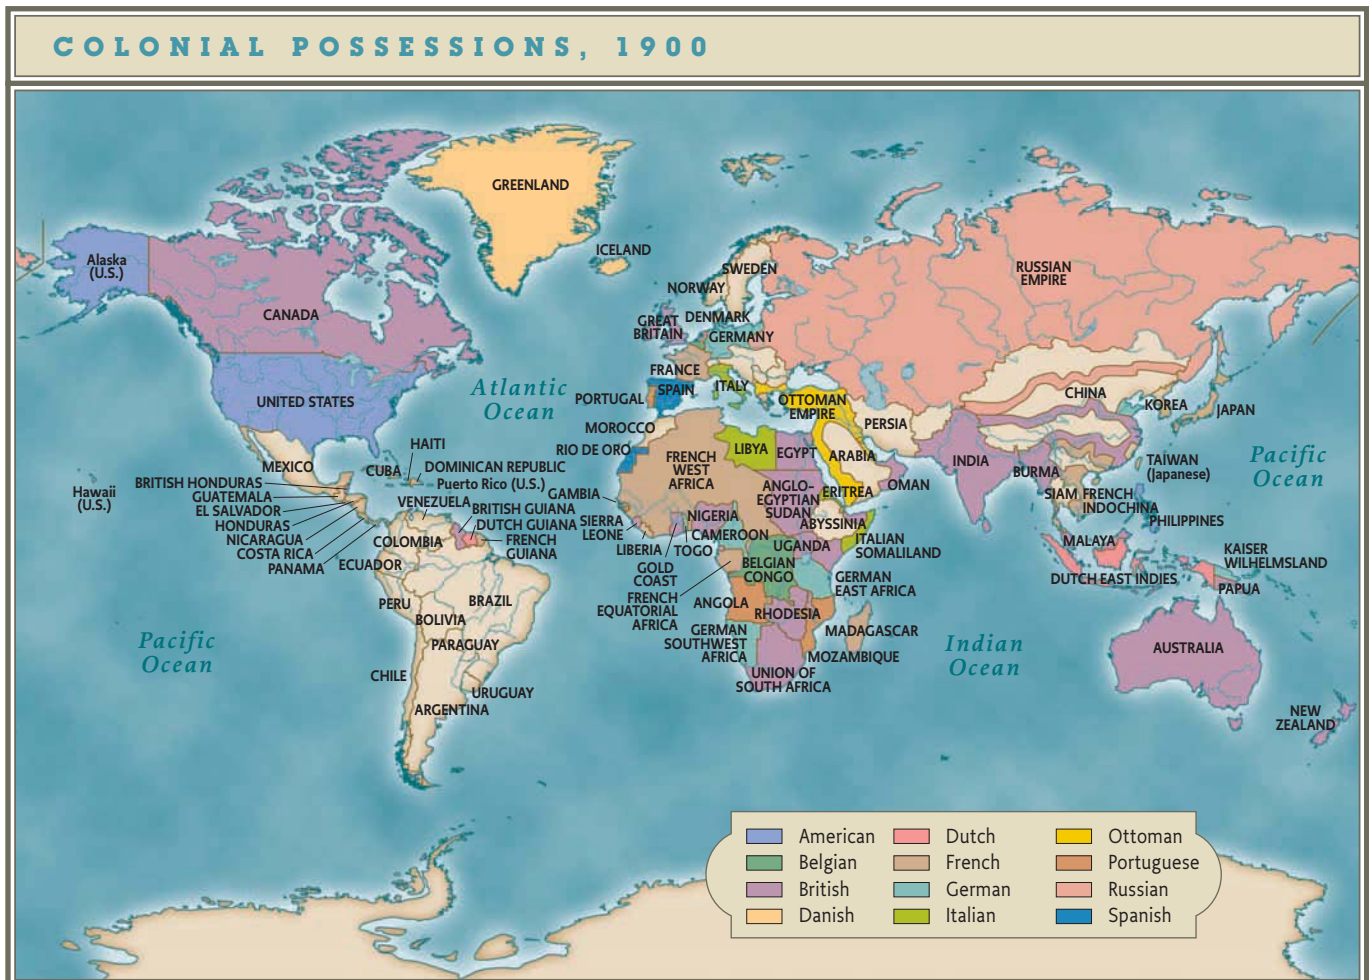 COLONIAL POSSESSIONS, 1900
GREENLAND
ICELAND
Alaska
(U.S.)
CANADA
UNITED STATES
Atlantic
Ocean
SWEDEN
NORWAY
DENMARK
GREAT
BRITAIN
GERMANY
FRANCE
SPAIN
ITALY
PORTUGAL
OTTOMAN
EMPIRE
RUSSIAN
EMPIRE
CHINA
KOREA
JAPAN
PERSIA
MOROCCO
RIO DE ORO
LIBYA
EGYPT
ARABIA
FRENCH
WEST
AFRICA
INDIA
BURMA
OMAN
TAIWAN
(Japanese)
Pacific
Ocean
HAITI
MEXICO
CUBA
DOMINICAN REPUBLIC
Puerto Rico (U.S.)
Hawaii
(U.S.)
BRITISH HONDURAS
GUATEMALA
EL SALVADOR
HONDURAS
NICARAGUA
COSTA RICA
PANAMA
VENEZUELA
BRITISH GUIANA
DUTCH GUIANA
FRENCH
GUIANA
COLOMBIA
ECUADOR
GAMBIA
SIERRA
LEONE
LIBERIA
GOLD
COAST
TOGO
NIGERIA
CAMEROON
ANGLO-
EGYPTIAN
SUDAN
ERITREA
ABYSSINIA
ITALIAN
SOMALILAND
UGANDA
BELGIAN
CONGO
GERMAN
EAST AFRICA
FRENCH
EQUATORIAL
AFRICA
ANGOLA
RHODESIA
GERMAN
SOUTHWEST
AFRICA
MADAGASCAR
MOZAMBIQUE
UNION OF
SOUTH AFRICA
SIAM
FRENCH
INDOCHINA
PHILIPPINES
MALAYA
DUTCH EAST INDIES
KAISER
WILHELMSLAND
PAPUA
PERU
BRAZIL
BOLIVIA
PARAGUAY
CHILE
URUGUAY
ARGENTINA
Pacific
Ocean
Indian
Ocean
AUSTRALIA
NEW
ZEALAND
American
Belgian
British
Danish
Dutch
French
German
Italian
Ottoman
Portuguese
Russian
Spanish